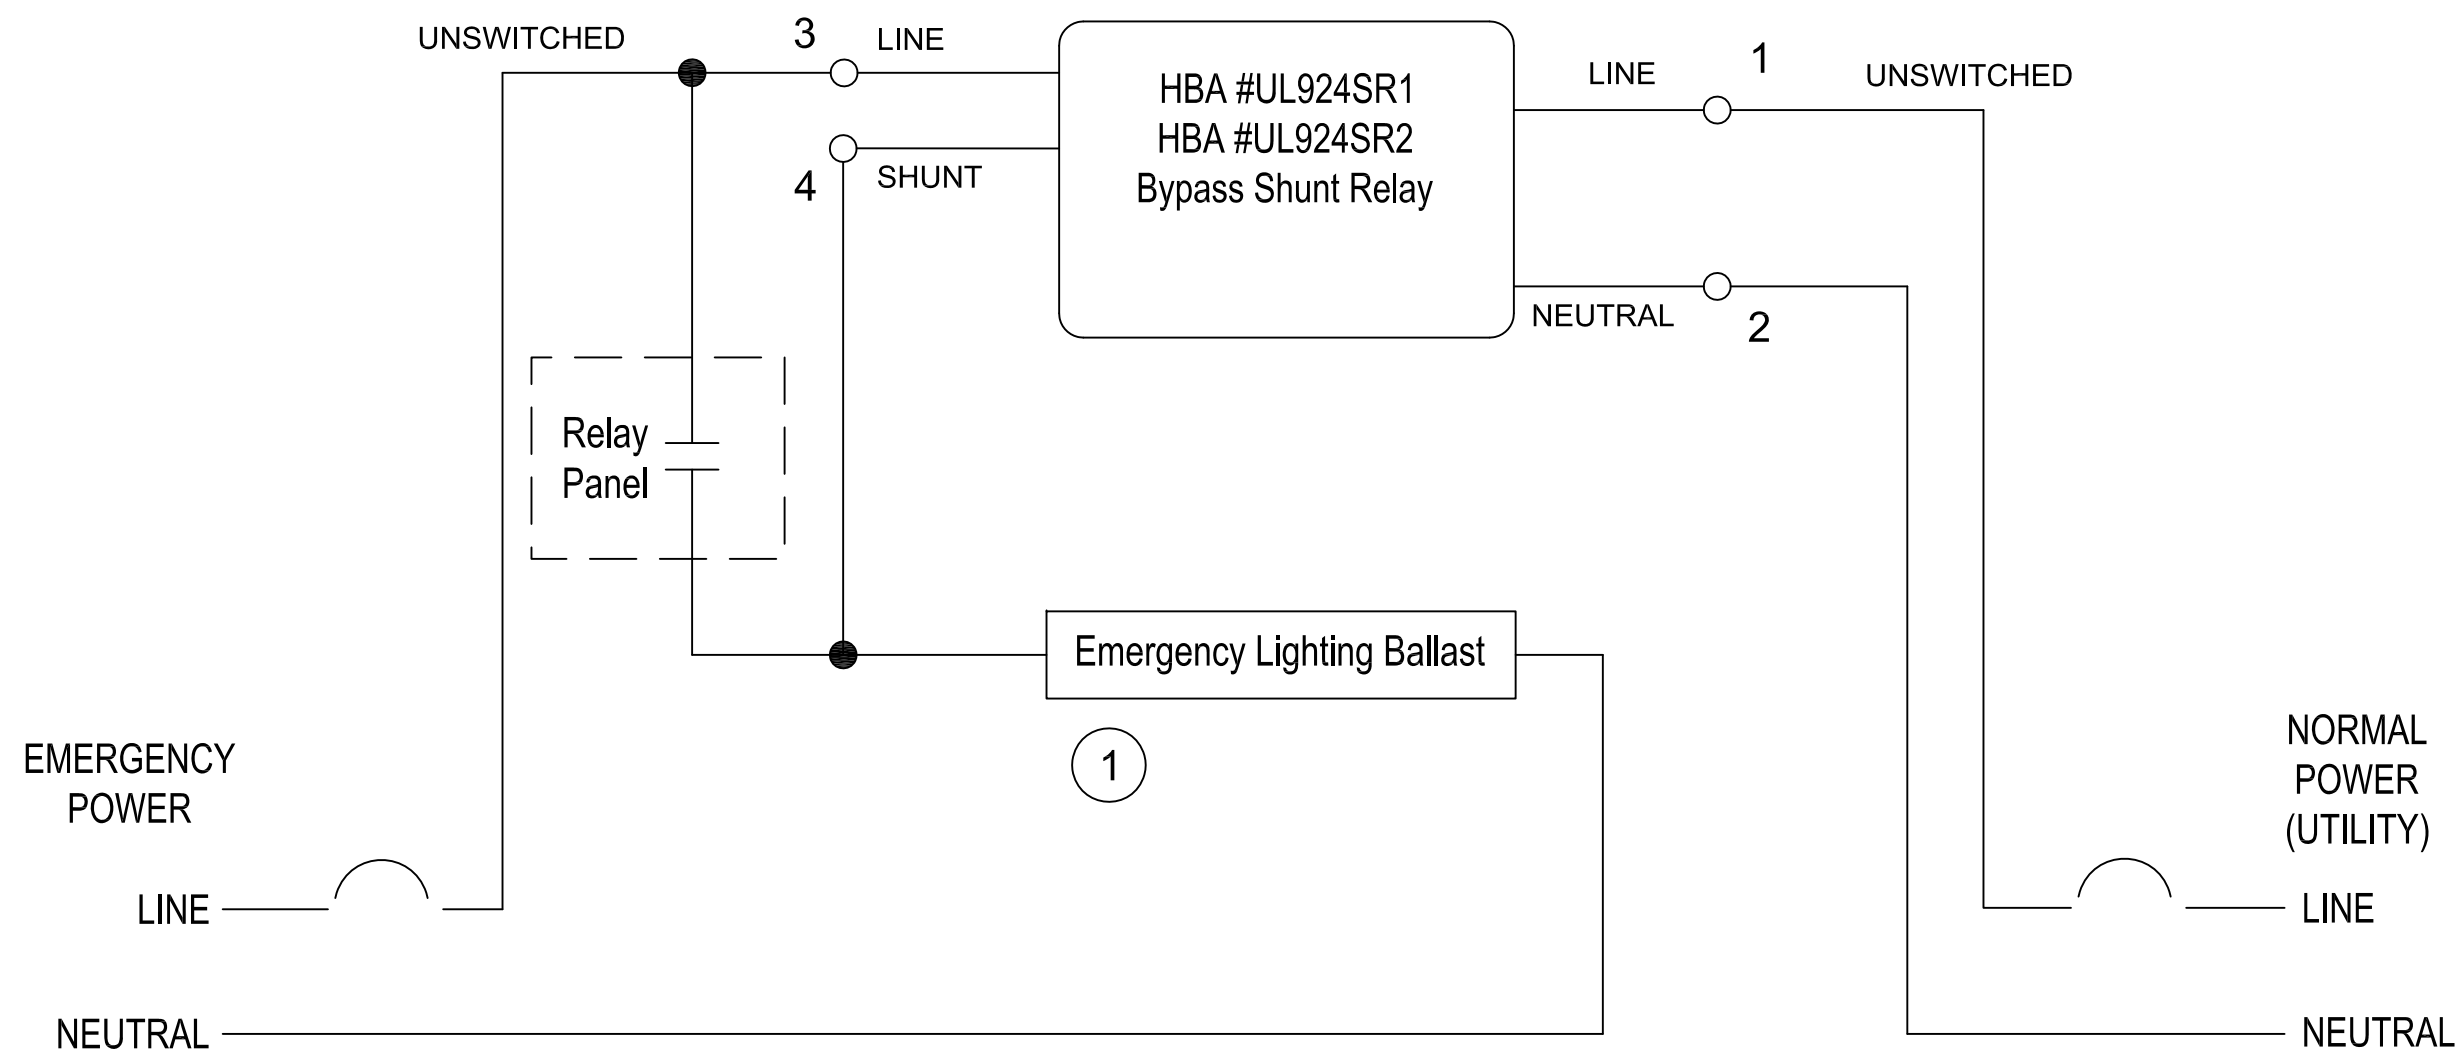 UNSWITCHED
3
LINE
HBA #UL924SR1
HBA #UL924SR2
Bypass Shunt Relay
LINE
1
UNSWITCHED
4
SHUNT
NEUTRAL
2
Relay
Panel
Emergency Lighting Ballast
1
EMERGENCY
POWER
LINE
NEUTRAL
NORMAL
POWER
(UTILITY)
LINE
NEUTRAL